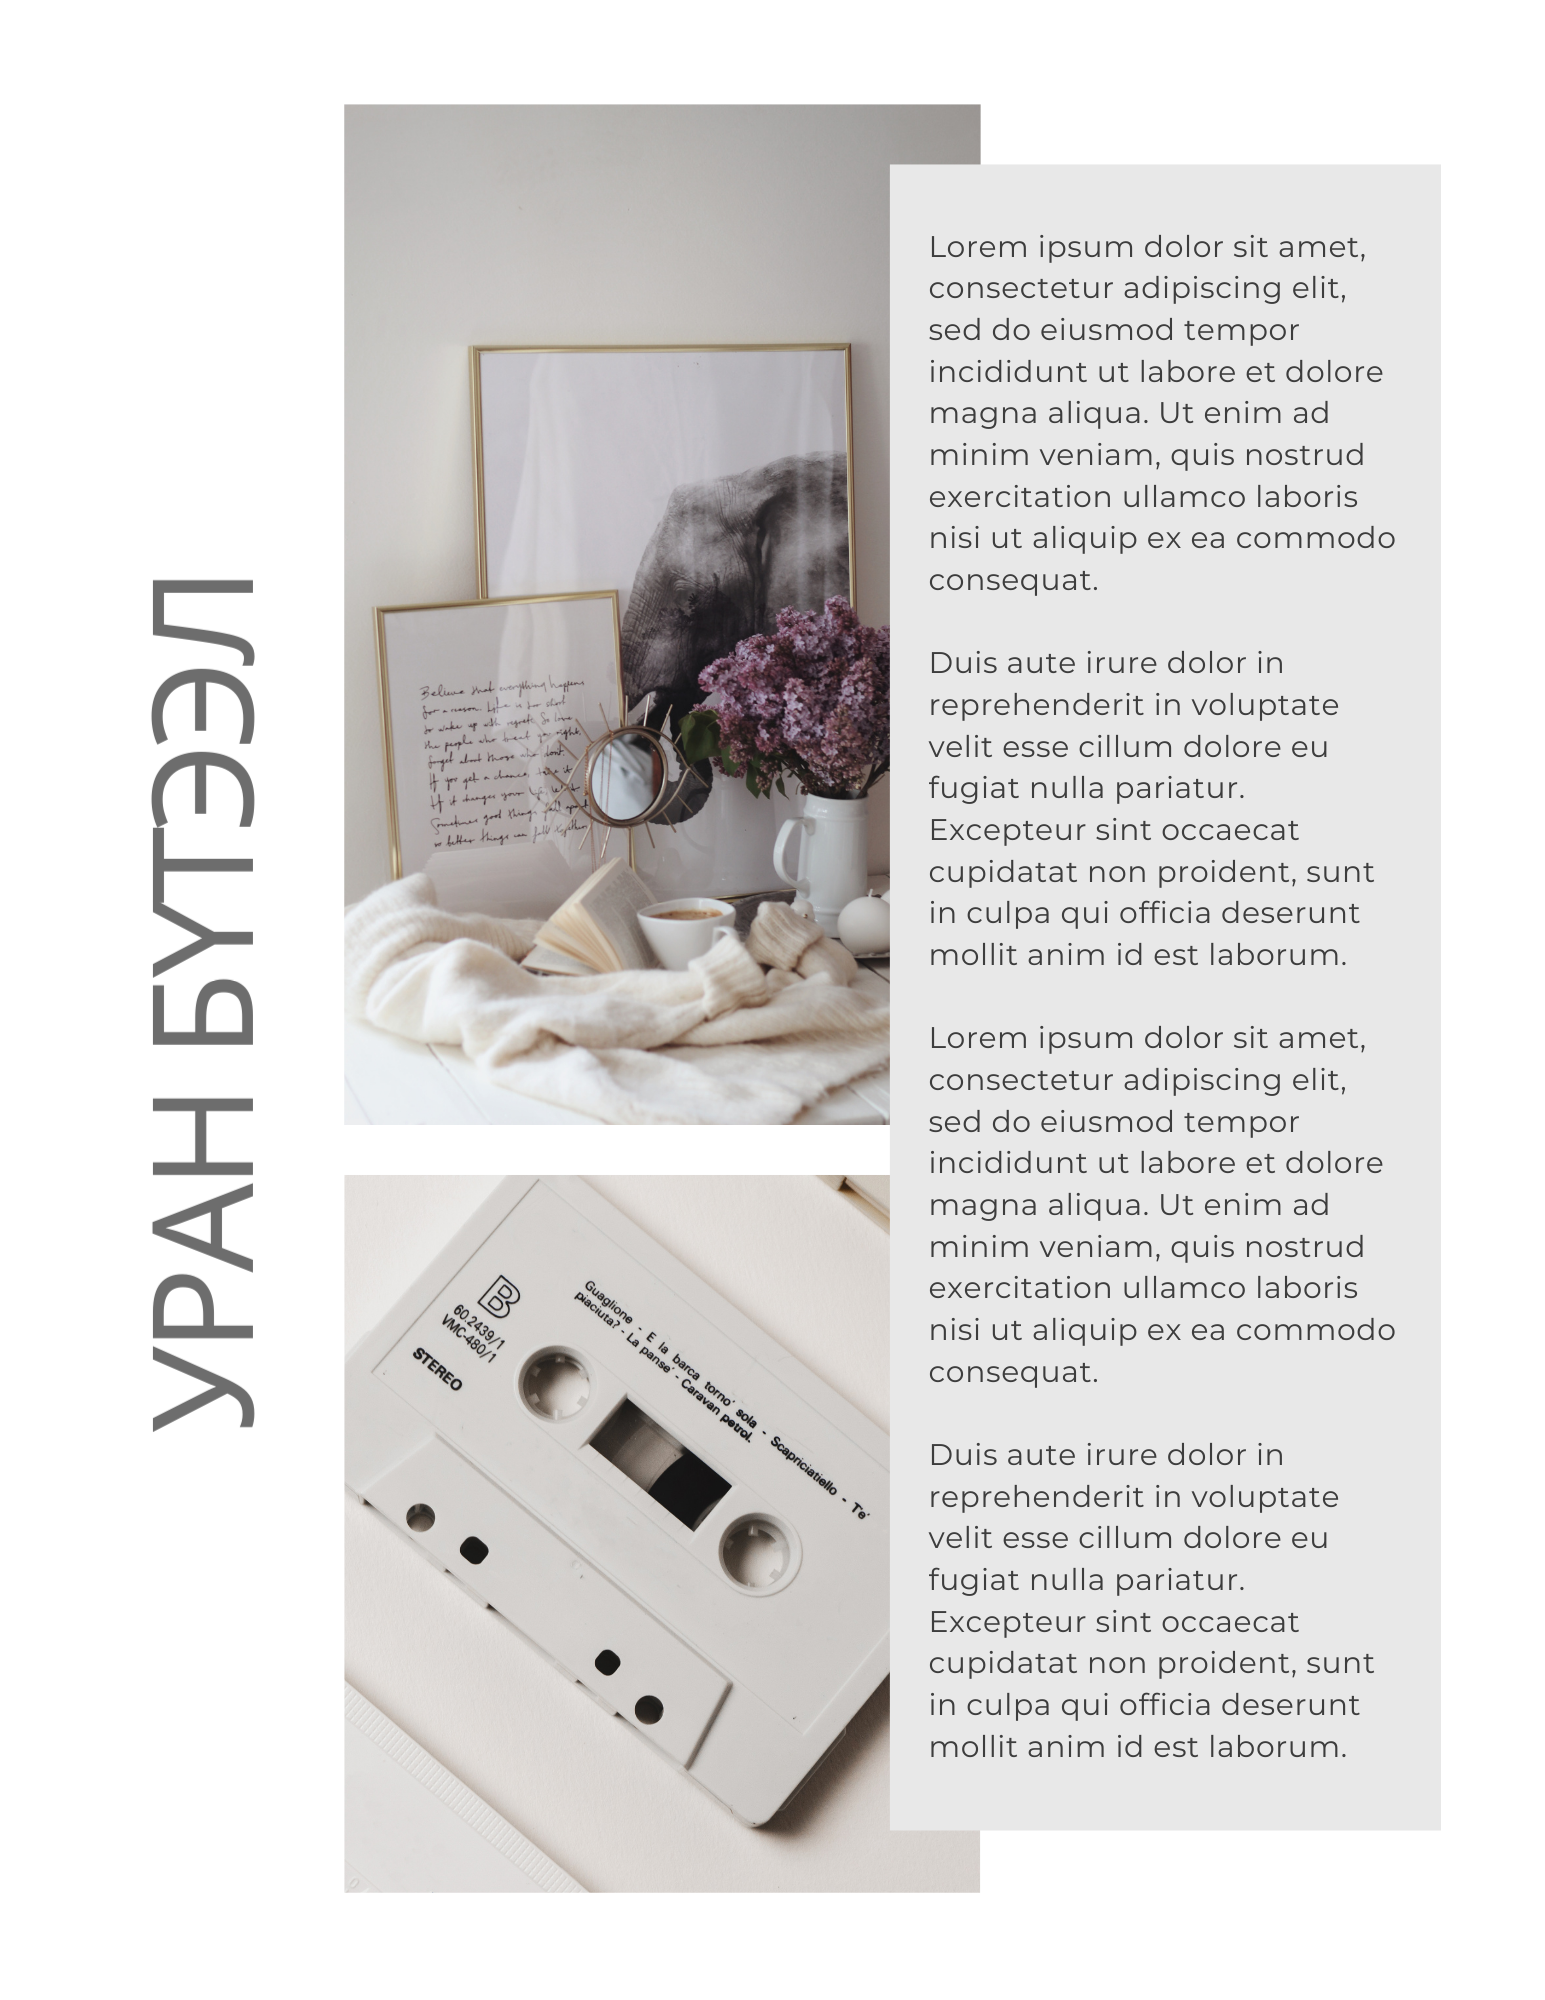 УРАН БҮТЭЭЛ
Believe that everything happens
for a reason. Life is too short
to wake up with regrets. So love
the people who treat you right,
forget about those who don't.
If you get a chance, take it
If it changes your life, let it
Sometimes good things fall apart
so better things can fall together
B
60.2439/1
VMC-480/1
STEREO
Guaglione - E la barca torno' sola - Scapriciatiello - Te'
piaciuta? - La panse' - Caravan petrol.
Lorem ipsum dolor sit amet,
consectetur adipiscing elit,
sed do eiusmod tempor
incididunt ut labore et dolore
magna aliqua. Ut enim ad
minim veniam, quis nostrud
exercitation ullamco laboris
nisi ut aliquip ex ea commodo
consequat.
Duis aute irure dolor in
reprehenderit in voluptate
velit esse cillum dolore eu
fugiat nulla pariatur.
Excepteur sint occaecat
cupidatat non proident, sunt
in culpa qui officia deserunt
mollit anim id est laborum.
Lorem ipsum dolor sit amet,
consectetur adipiscing elit,
sed do eiusmod tempor
incididunt ut labore et dolore
magna aliqua. Ut enim ad
minim veniam, quis nostrud
exercitation ullamco laboris
nisi ut aliquip ex ea commodo
consequat.
Duis aute irure dolor in
reprehenderit in voluptate
velit esse cillum dolore eu
fugiat nulla pariatur.
Excepteur sint occaecat
cupidatat non proident, sunt
in culpa qui officia deserunt
mollit anim id est laborum.